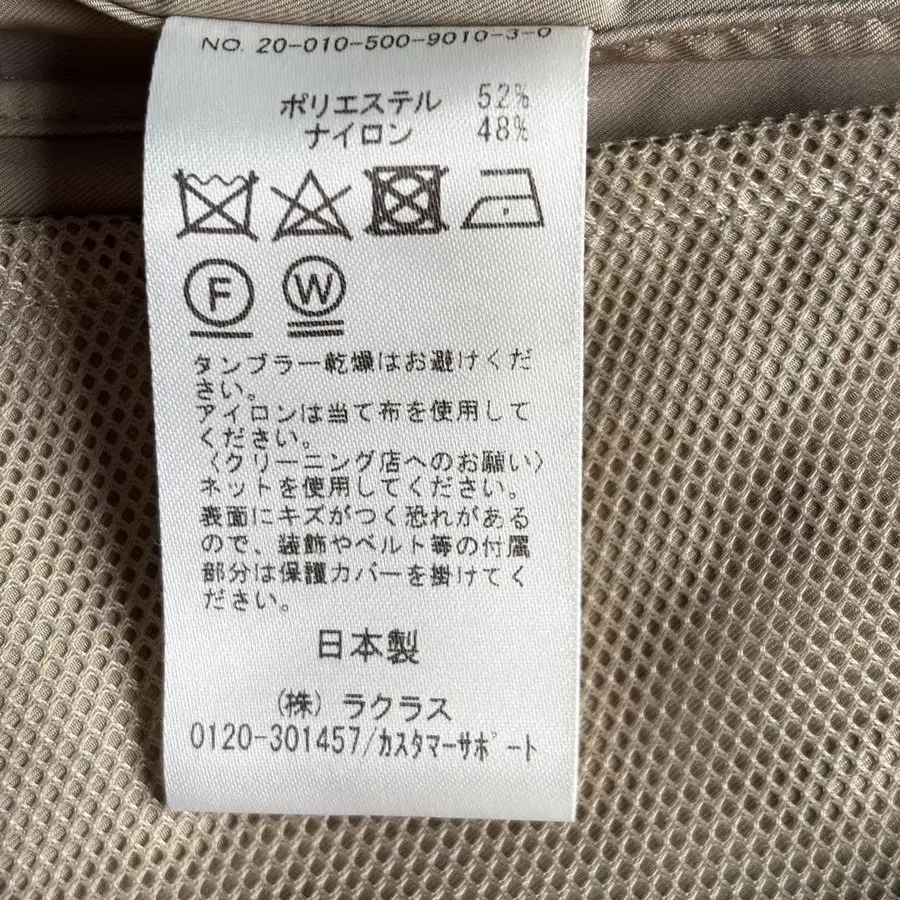 NO. 20-010-500-9010-3-0
ポリエステル 52%
ナイロン 48%
F W
タンブラー乾燥はお避けくだ
さい。
アイロンは当て布を使用して
ください。
〈クリーニング店へのお願い〉
ネットを使用してください。
表面にキズがつく恐れがある
ので、装飾やベルト等の付属
部分は保護カバーを掛けてく
ださい。
日本製
(株) ラクラス
0120-301457/カスタマーサポート